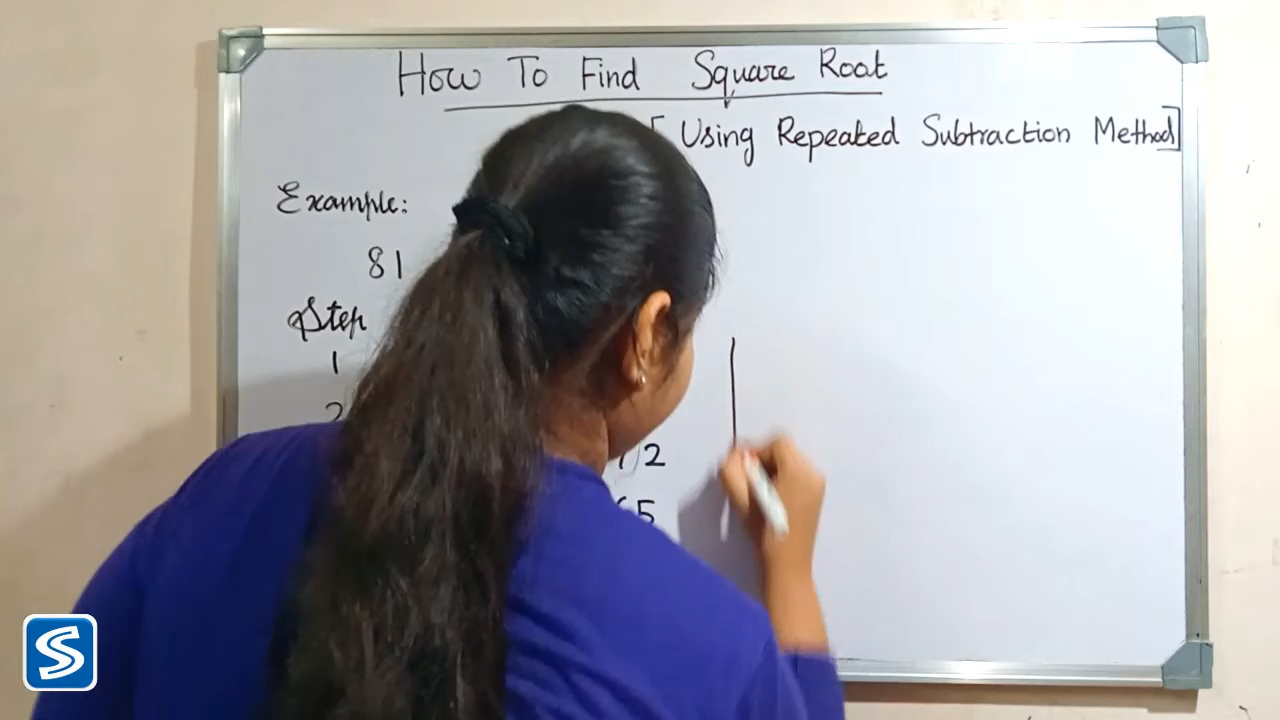 How To Find Square Root
[ Using Repeated Subtraction Method]
Example:
81
Step
1
2
72
65
S